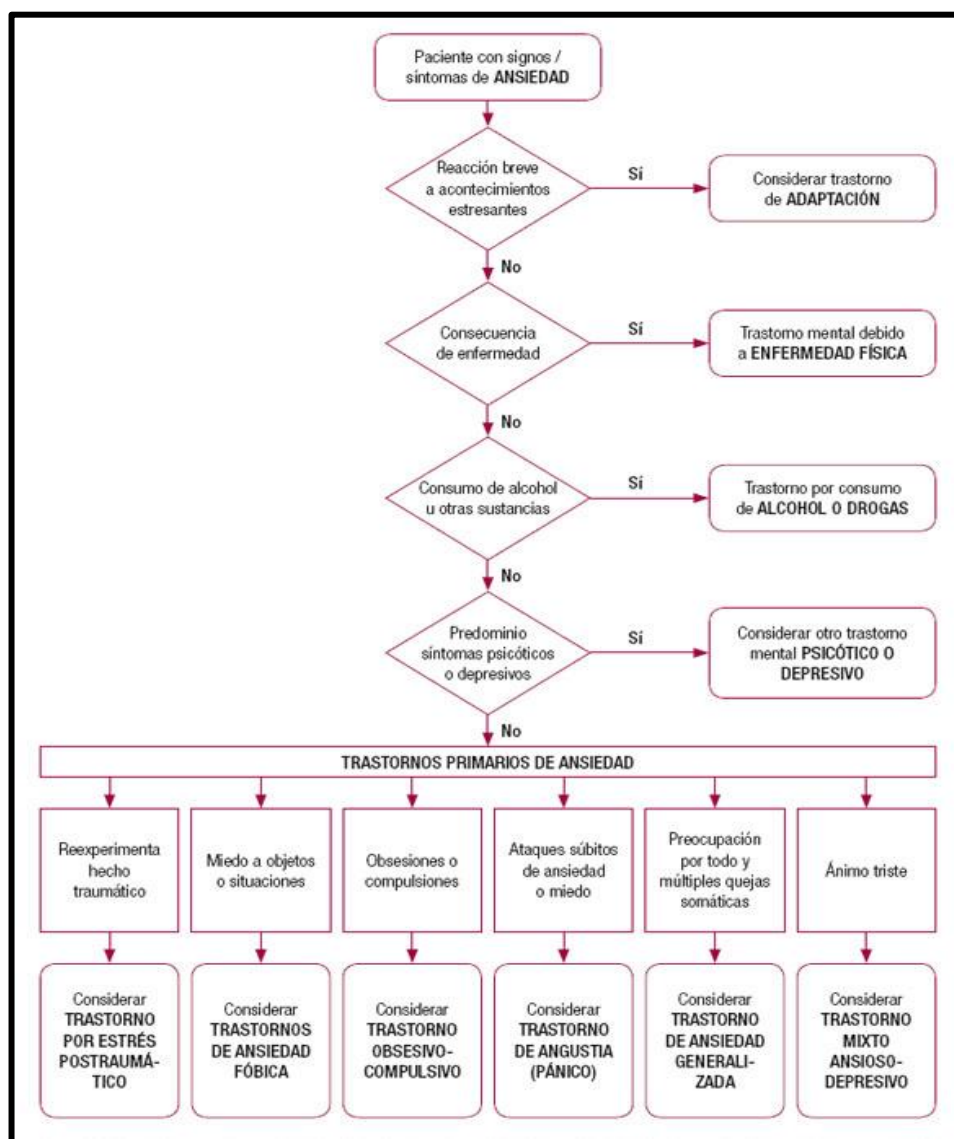 Paciente con signos /
síntomas de ANSIEDAD
Reacción breve
a acontecimientos
estresantes
Sí
Considerar trastorno
de ADAPTACIÓN
No
Consecuencia
de enfermedad
Sí
Trastorno mental debido
a ENFERMEDAD FÍSICA
No
Consumo de alcohol
u otras sustancias
Sí
Trastorno por consumo
de ALCOHOL O DROGAS
No
Predominio
síntomas psicóticos
o depresivos
Sí
Considerar otro trastorno
mental PSICÓTICO O
DEPRESIVO
No
TRASTORNOS PRIMARIOS DE ANSIEDAD
Reexperimenta
hecho
traumático
Miedo a objetos
o situaciones
Obsesiones o
compulsiones
Ataques súbitos
de ansiedad
o miedo
Preocupación
por todo y
múltiples quejas
somáticas
Ánimo triste
Considerar
TRASTORNO
POR ESTRÉS
POSTRAUMÁ-
TICO
Considerar
TRASTORNOS
DE ANSIEDAD
FÓBICA
Considerar
TRASTORNO
OBSESIVO-
COMPULSIVO
Considerar
TRASTORNO
DE ANGUSTIA
(PÁNICO)
Considerar
TRASTORNO
DE ANSIEDAD
GENERALI-
ZADA
Considerar
TRASTORNO
MIXTO
ANSIOSO-
DEPRESIVO